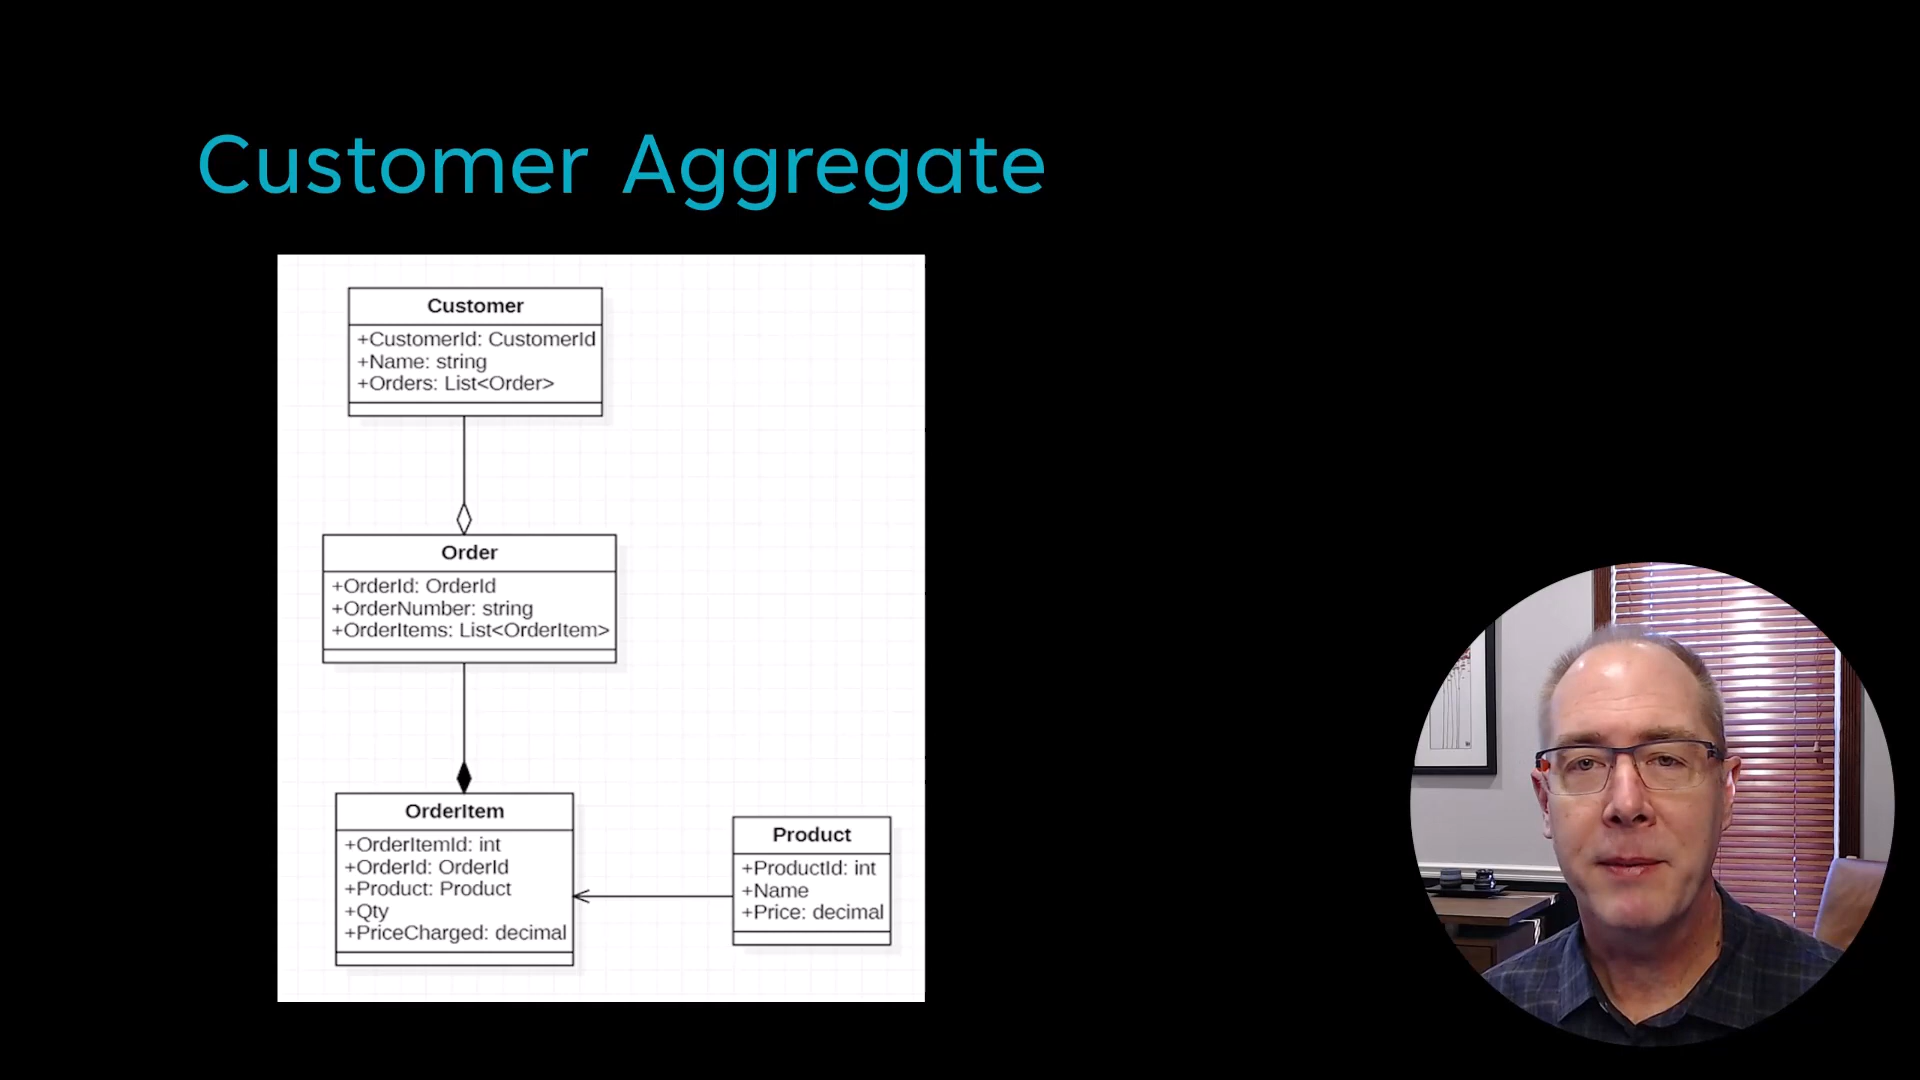 Customer Aggregate
Customer
+CustomerId: CustomerId
+Name: string
+Orders: List<Order>
Order
+OrderId: OrderId
+OrderNumber: string
+OrderItems: List<OrderItem>
OrderItem
+OrderItemId: int
+OrderId: OrderId
+Product: Product
+Qty
+PriceCharged: decimal
Product
+ProductId: int
+Name
+Price: decimal